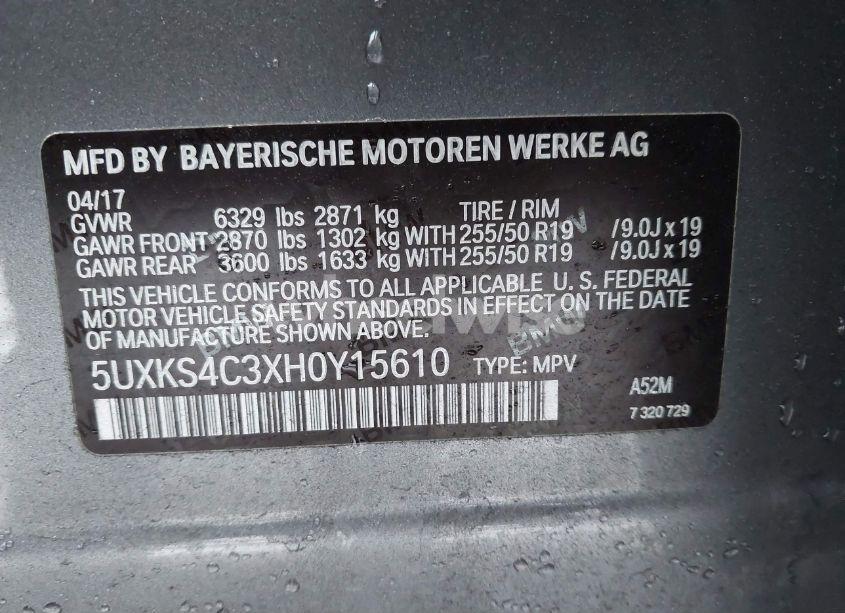 MFD BY BAYERISCHE MOTOREN WERKE AG
04/17
GVWR 6329 lbs 2871 kg TIRE / RIM
GAWR FRONT 2870 lbs 1302 kg WITH 255/50 R19 /9.0J x 19
GAWR REAR 3600 lbs 1633 kg WITH 255/50 R19 /9.0J x 19
THIS VEHICLE CONFORMS TO ALL APPLICABLE U. S. FEDERAL
MOTOR VEHICLE SAFETY STANDARDS IN EFFECT ON THE DATE
OF MANUFACTURE SHOWN ABOVE.
5UXKS4C3XH0Y15610 TYPE: MPV
A52M
7 320 729